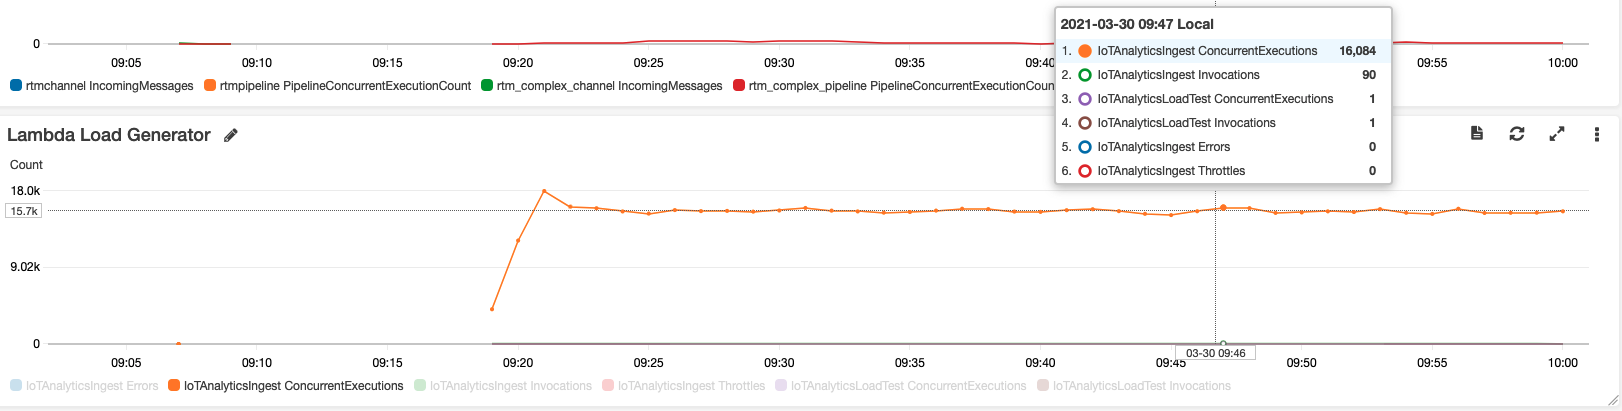 2021-03-30 09:47 Local
1. IoTAnalyticsIngest ConcurrentExecutions 16,084
2. IoTAnalyticsIngest Invocations 90
3. IoTAnalyticsLoadTest ConcurrentExecutions 1
4. IoTAnalyticsLoadTest Invocations 1
5. IoTAnalyticsIngest Errors 0
6. IoTAnalyticsIngest Throttles 0
0
09:05 09:10 09:15 09:20 09:25 09:30 09:35 09:40 09:55 10:00
rtmchannel IncomingMessages rtmpipeline PipelineConcurrentExecutionCount rtm_complex_channel IncomingMessages rtm_complex_pipeline PipelineConcurrentExecutionCoun
Lambda Load Generator
Count
18.0k
15.7k
9.02k
0
09:05 09:10 09:15 09:20 09:25 09:30 09:35 09:40 09:45 09:50 09:55 10:00
03-30 09:46
IoTAnalyticsIngest Errors IoTAnalyticsIngest ConcurrentExecutions IoTAnalyticsIngest Invocations IoTAnalyticsIngest Throttles IoTAnalyticsLoadTest ConcurrentExecutions IoTAnalyticsLoadTest Invocations